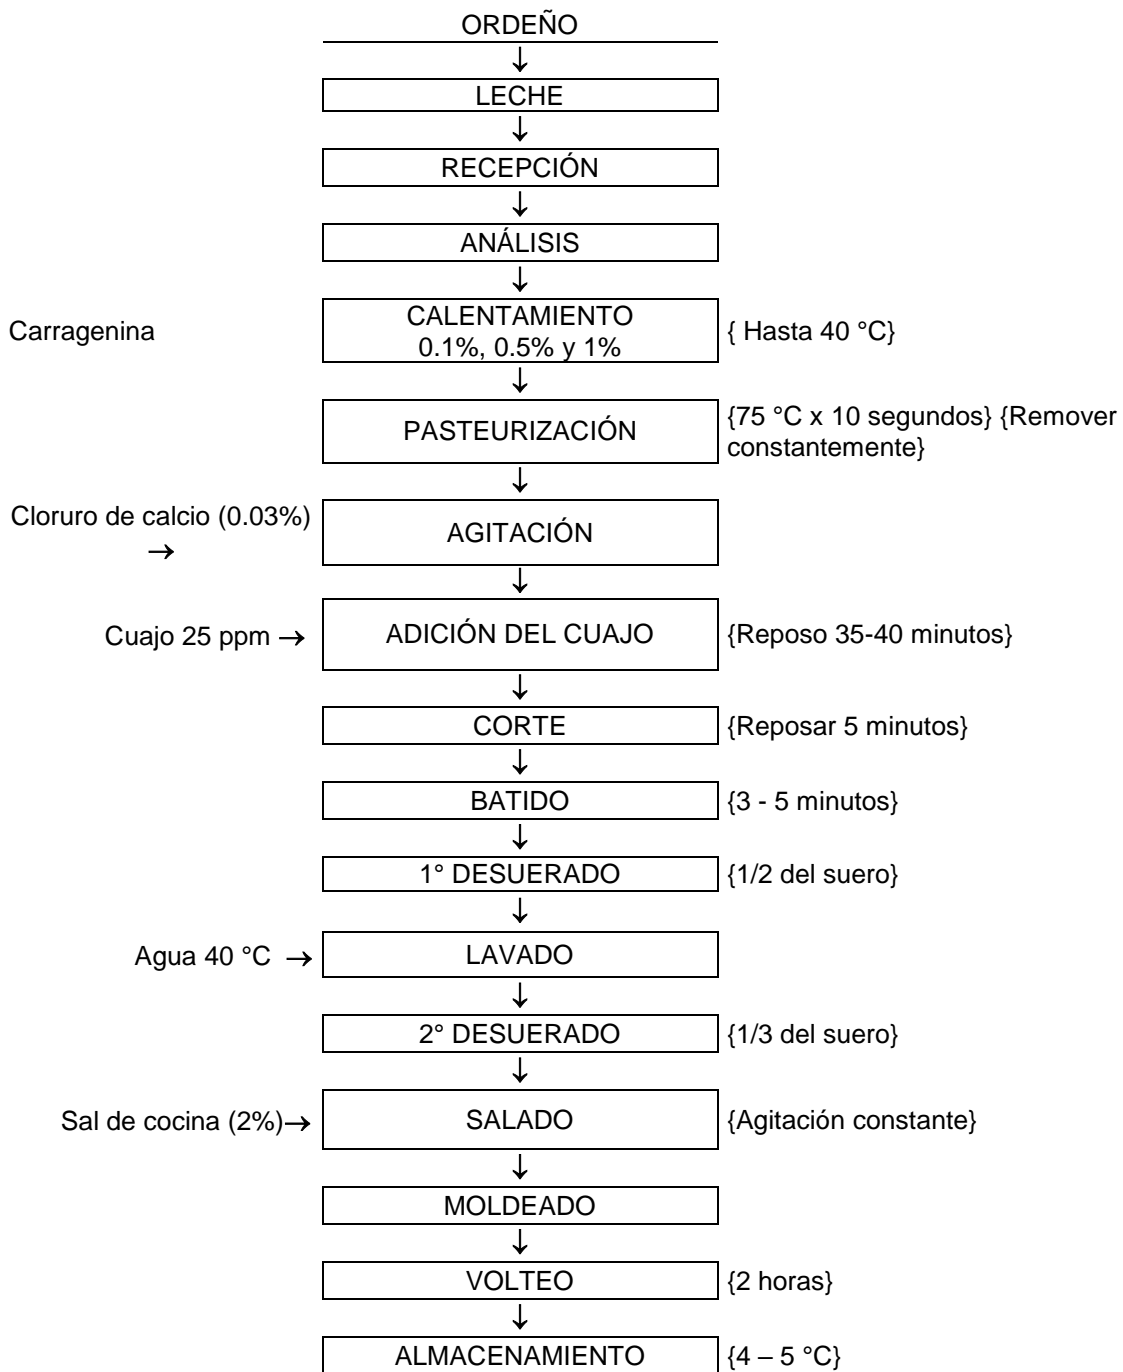 ORDEÑO
↓
LECHE
↓
RECEPCIÓN
↓
ANÁLISIS
↓
Carragenina
CALENTAMIENTO
0.1%, 0.5% y 1%
{ Hasta 40 °C}
↓
PASTEURIZACIÓN
{75 °C x 10 segundos} {Remover
constantemente}
↓
Cloruro de calcio (0.03%)
→
AGITACIÓN
↓
Cuajo 25 ppm →
ADICIÓN DEL CUAJO
{Reposo 35-40 minutos}
↓
CORTE
{Reposar 5 minutos}
↓
BATIDO
{3 - 5 minutos}
↓
1° DESUERADO
{1/2 del suero}
↓
Agua 40 °C →
LAVADO
↓
2° DESUERADO
{1/3 del suero}
↓
Sal de cocina (2%)→
SALADO
{Agitación constante}
↓
MOLDEADO
↓
VOLTEO
{2 horas}
↓
ALMACENAMIENTO
{4 – 5 °C}